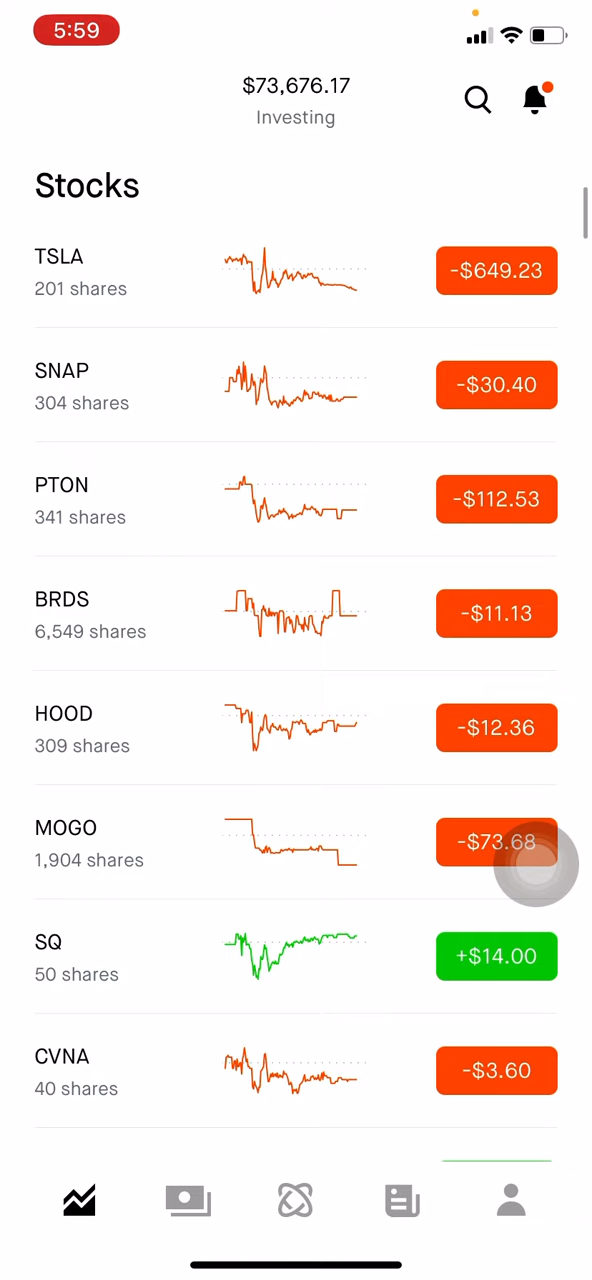 5:59
$73,676.17
Investing
Stocks
TSLA
201 shares
-$649.23
SNAP
304 shares
-$30.40
PTON
341 shares
-$112.53
BRDS
6,549 shares
-$11.13
HOOD
309 shares
-$12.36
MOGO
1,904 shares
-$73.68
SQ
50 shares
+$14.00
CVNA
40 shares
-$3.60